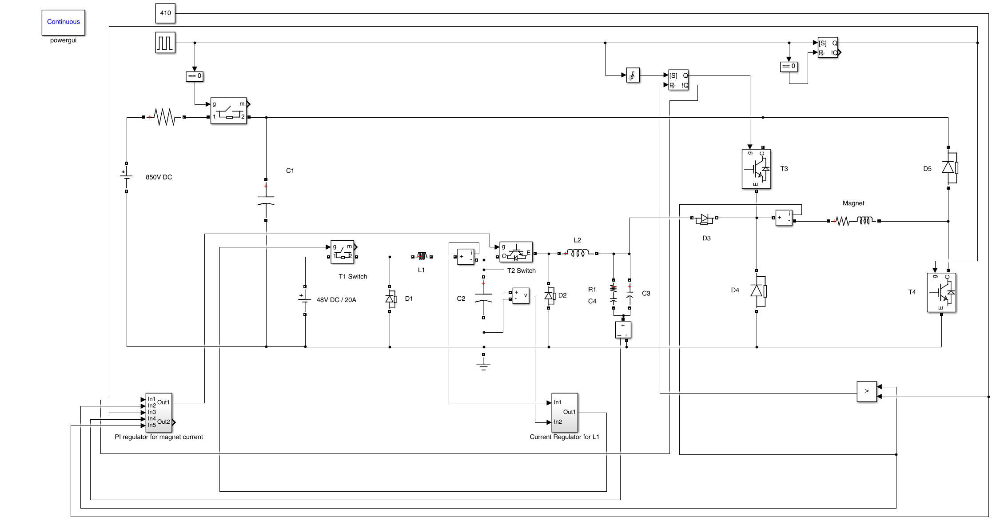 410
Continuous
powergui
[S] Q
R !Q
== 0
== 0
[S] Q
R !Q
g m
1 2
850V DC
C1
g C
E
T3
D5
Magnet
+ i
-
D3
g m
1 2
T1 Switch
L1
+ i
-
g
C E
T2 Switch
L2
48V DC / 20A
D1
C2
+
-
v
D2
R1
C4
C3
+
i -
D4
g C
E
T4
In1
In2
In3
In4
In5
Out1
Out2
PI regulator for magnet current
In1
In2
Out1
Current Regulator for L1
>